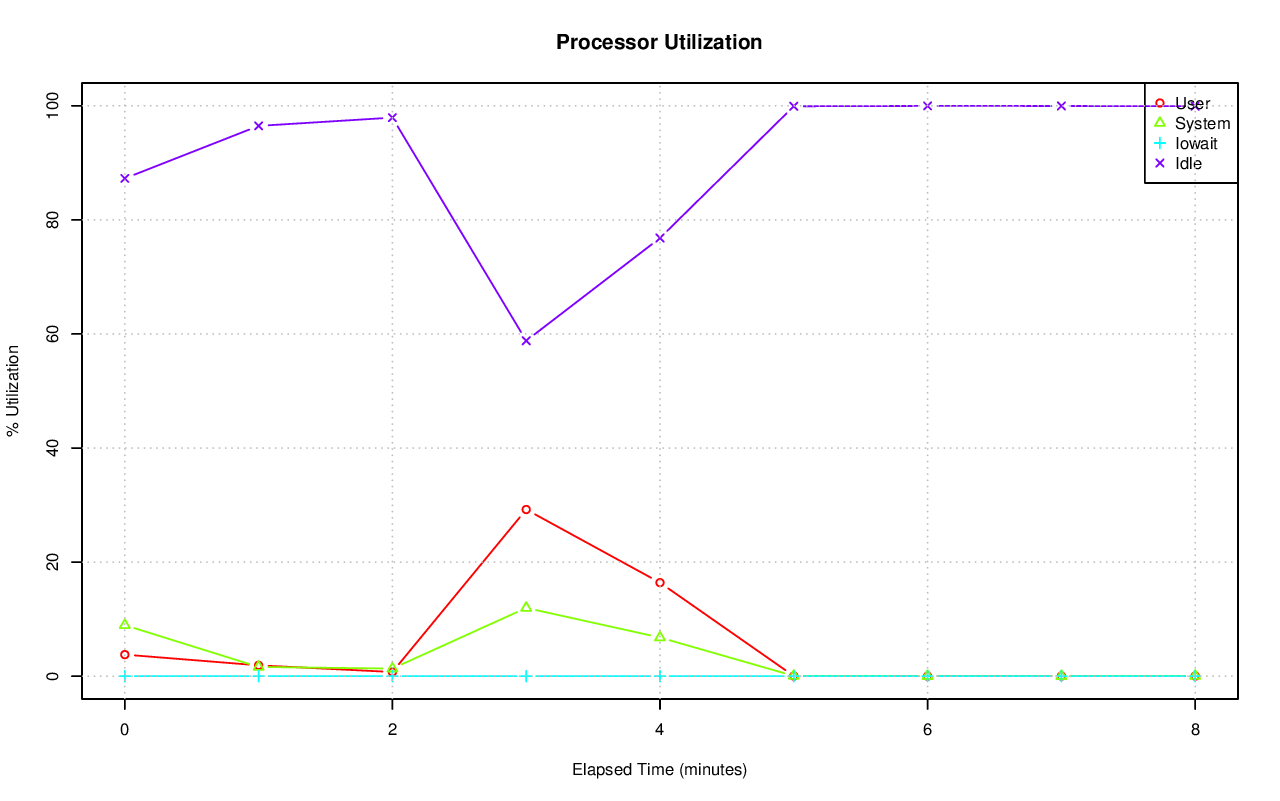 Processor Utilization
% Utilization
100
80
60
40
20
0
User
System
Iowait
Idle
0 2 4 6 8
Elapsed Time (minutes)